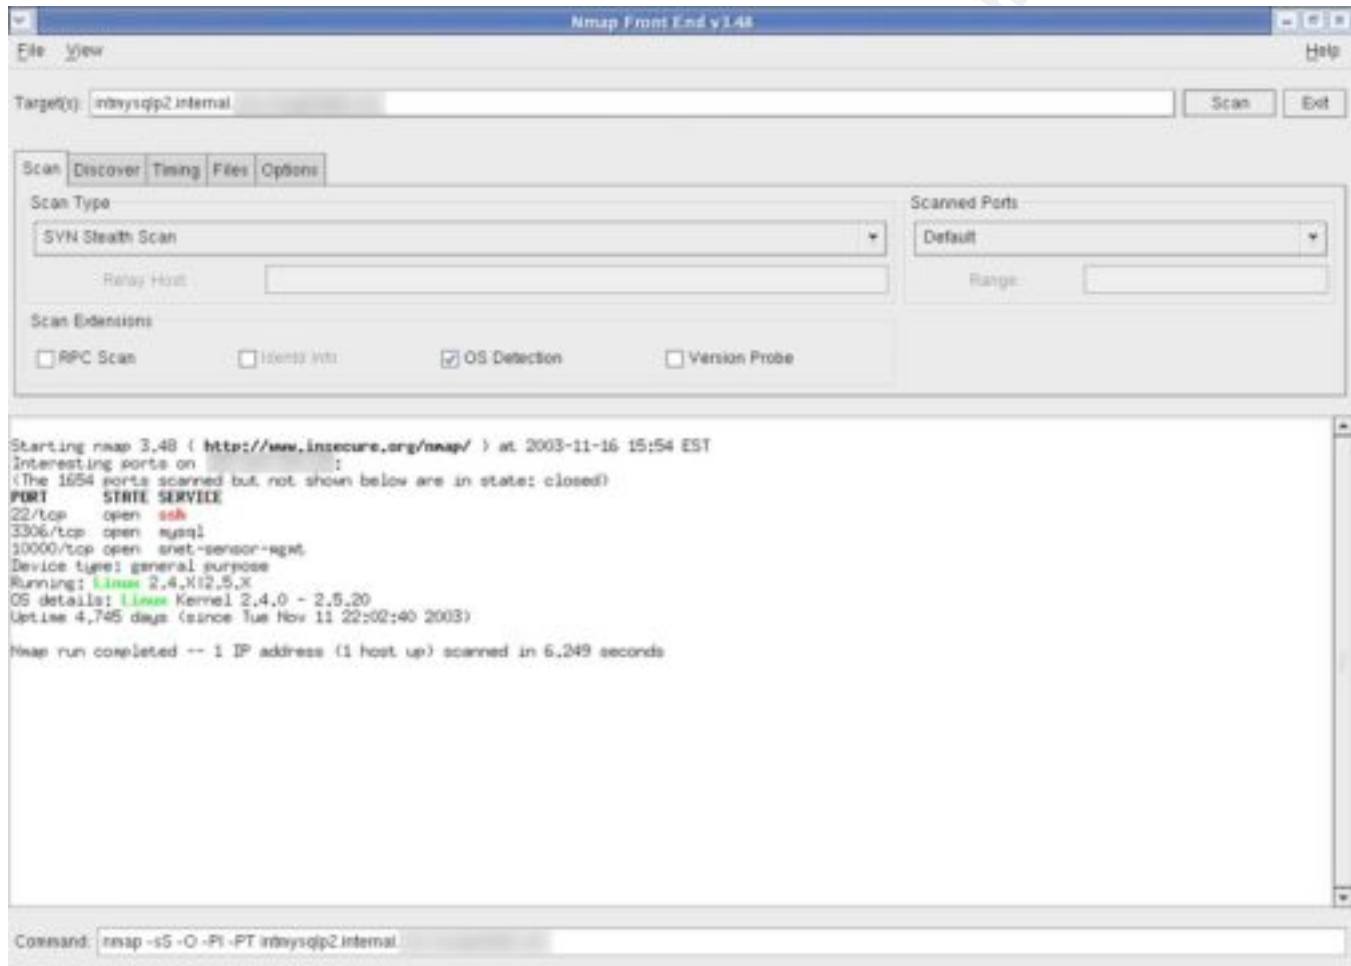 Nmap Front End v3.48
File View Help
Target(s): intmysqlp2.internal. Scan Exit
Scan Discover Timing Files Options
Scan Type Scanned Ports
SYN Stealth Scan Default
Relay Host: Range:
Scan Extensions
RPC Scan Identd Info OS Detection Version Probe
Starting nmap 3.48 ( http://www.insecure.org/nmap/ ) at 2003-11-16 15:54 EST
Interesting ports on :
(The 1654 ports scanned but not shown below are in state: closed)
PORT STATE SERVICE
22/tcp open ssh
3306/tcp open mysql
10000/tcp open snet-sensor-mgmt
Device type: general purpose
Running: Linux 2.4.X|2.5.X
OS details: Linux Kernel 2.4.0 - 2.5.20
Uptime 4.745 days (since Tue Nov 11 22:02:40 2003)
Nmap run completed -- 1 IP address (1 host up) scanned in 6.249 seconds
Command: nmap -sS -O -PI -PT intmysqlp2.internal.